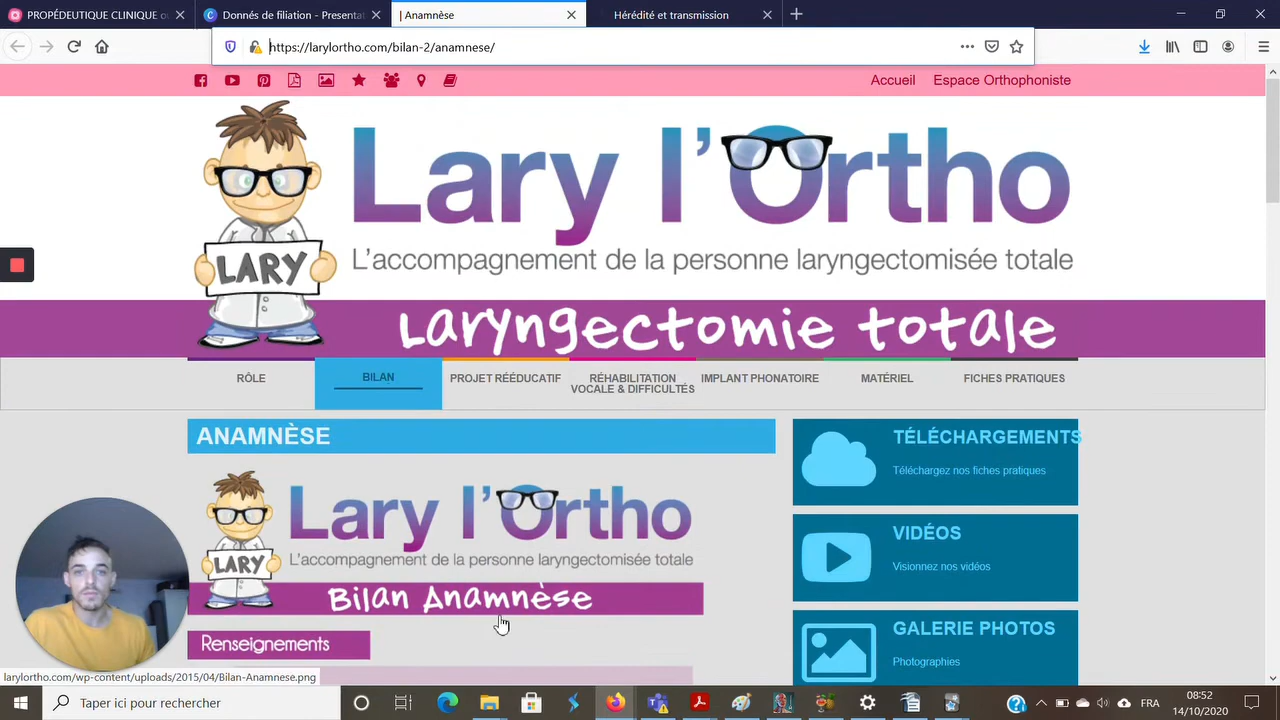 PROPÉDEUTIQUE CLINIQUE ou
Donnés de filiation - Presentat
| Anamnèse
Hérédité et transmission
https://larylortho.com/bilan-2/anamnese/
Accueil
Espace Orthophoniste
Lary l'Ortho
L'accompagnement de la personne laryngectomisée totale
LARY
Laryngectomie totale
RÔLE
BILAN
PROJET RÉÉDUCATIF
RÉHABILITATION
VOCALE & DIFFICULTÉS
IMPLANT PHONATOIRE
MATÉRIEL
FICHES PRATIQUES
ANAMNÈSE
Lary l'Ortho
L'accompagnement de la personne laryngectomisée totale
LARY
Bilan Anamnèse
Renseignements
TÉLÉCHARGEMENTS
Téléchargez nos fiches pratiques
VIDÉOS
Visionnez nos vidéos
GALERIE PHOTOS
Photographies
larylortho.com/wp-content/uploads/2015/04/Bilan-Anamnese.png
Taper ici pour rechercher
FRA
08:52
14/10/2020